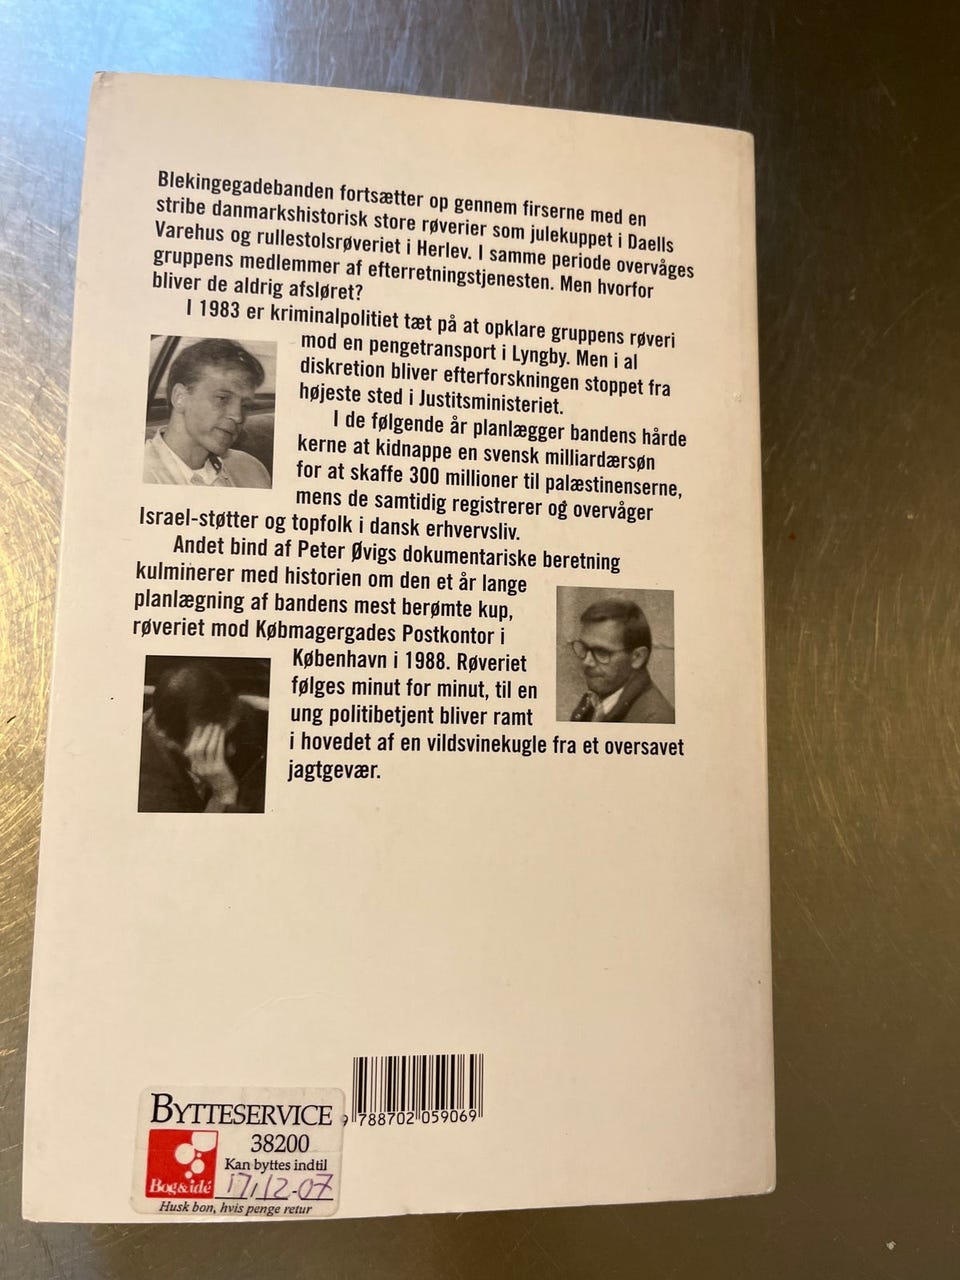 Blekingegadebanden fortsætter op gennem firserne med en
stribe danmarkshistorisk store røverier som julekuppet i Daells
Varehus og rullestolsrøveriet i Herlev. I samme periode overvåges
gruppens medlemmer af efterretningstjenesten. Men hvorfor
bliver de aldrig afsløret?
I 1983 er kriminalpolitiet tæt på at opklare gruppens røveri
mod en pengetransport i Lyngby. Men i al
diskretion bliver efterforskningen stoppet fra
højeste sted i Justitsministeriet.
I de følgende år planlægger bandens hårde
kerne at kidnappe en svensk milliardærsøn
for at skaffe 300 millioner til palæstinenserne,
mens de samtidig registrerer og overvåger
Israel-støtter og topfolk i dansk erhvervsliv.
Andet bind af Peter Øvigs dokumentariske beretning
kulminerer med historien om den et år lange
planlægning af bandens mest berømte kup,
røveriet mod Købmagergades Postkontor i
København i 1988. Røveriet
følges minut for minut, til en
ung politibetjent bliver ramt
i hovedet af en vildsvinekugle fra et oversavet
jagtgevær.
9 788702 059069
BYTTESERVICE
38200
Kan byttes indtil
17/12-07
Bog&idé
Husk bon, hvis penge retur